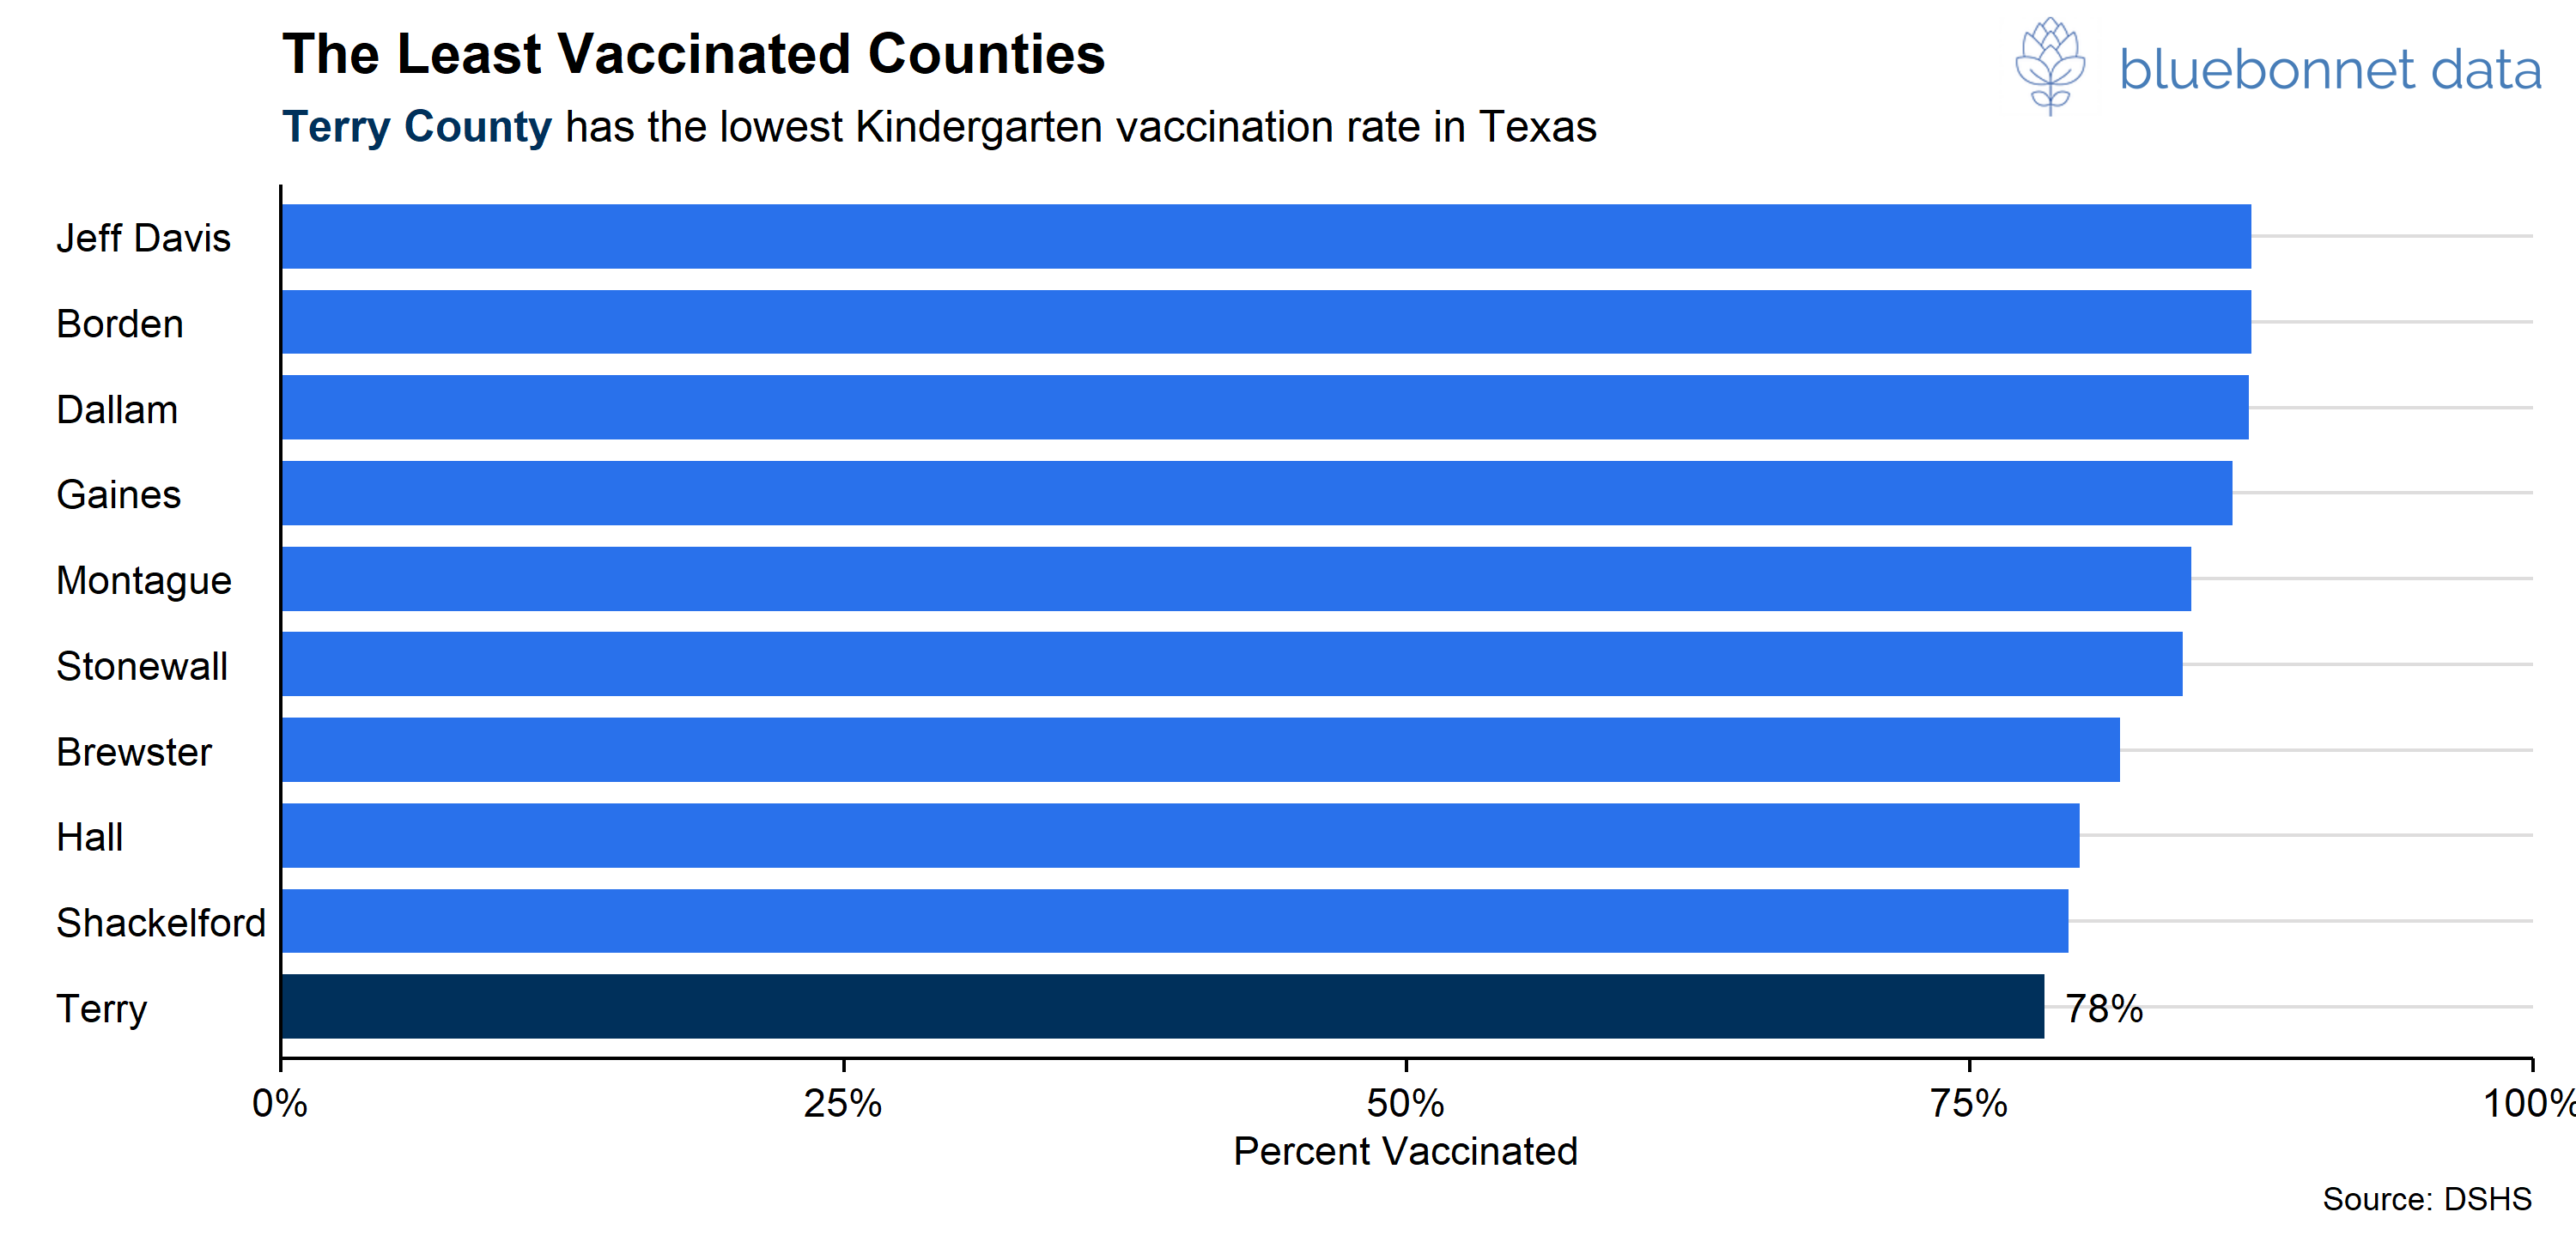 The Least Vaccinated Counties
bluebonnet data
Terry County has the lowest Kindergarten vaccination rate in Texas
Jeff Davis
Borden
Dallam
Gaines
Montague
Stonewall
Brewster
Hall
Shackelford
Terry 78%
0% 25% 50% 75% 100%
Percent Vaccinated
Source: DSHS